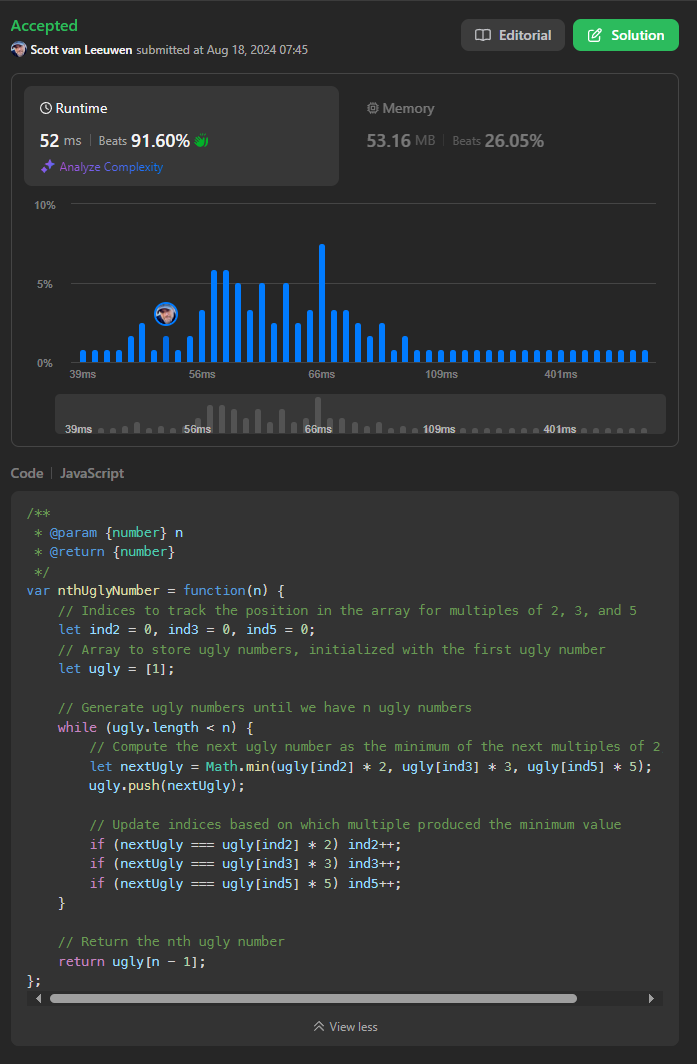 Accepted
Scott van Leeuwen submitted at Aug 18, 2024 07:45
Editorial
Solution
Runtime
52 ms | Beats 91.60%
Analyze Complexity
Memory
53.16 MB | Beats 26.05%
10%
5%
0%
39ms 56ms 66ms 109ms 401ms
39ms 56ms 66ms 109ms 401ms
Code | JavaScript
/**
 * @param {number} n
 * @return {number}
 */
var nthUglyNumber = function(n) {
    // Indices to track the position in the array for multiples of 2, 3, and 5
    let ind2 = 0, ind3 = 0, ind5 = 0;
    // Array to store ugly numbers, initialized with the first ugly number
    let ugly = [1];

    // Generate ugly numbers until we have n ugly numbers
    while (ugly.length < n) {
        // Compute the next ugly number as the minimum of the next multiples of 2
        let nextUgly = Math.min(ugly[ind2] * 2, ugly[ind3] * 3, ugly[ind5] * 5);
        ugly.push(nextUgly);

        // Update indices based on which multiple produced the minimum value
        if (nextUgly === ugly[ind2] * 2) ind2++;
        if (nextUgly === ugly[ind3] * 3) ind3++;
        if (nextUgly === ugly[ind5] * 5) ind5++;
    }

    // Return the nth ugly number
    return ugly[n - 1];
};
View less